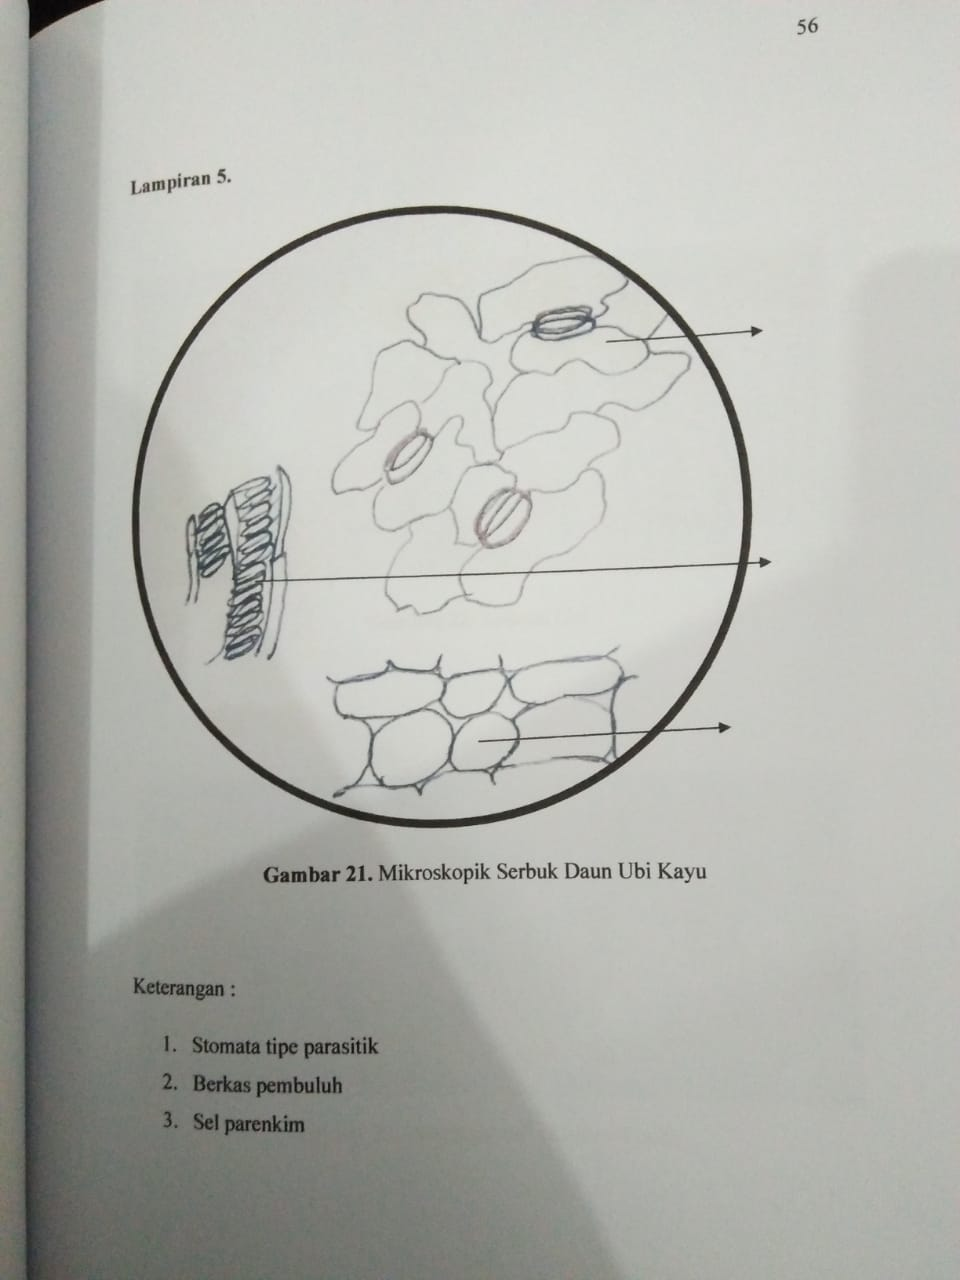 56
Lampiran 5.
Gambar 21. Mikroskopik Serbuk Daun Ubi Kayu
Keterangan :
1. Stomata tipe parasitik
2. Berkas pembuluh
3. Sel parenkim